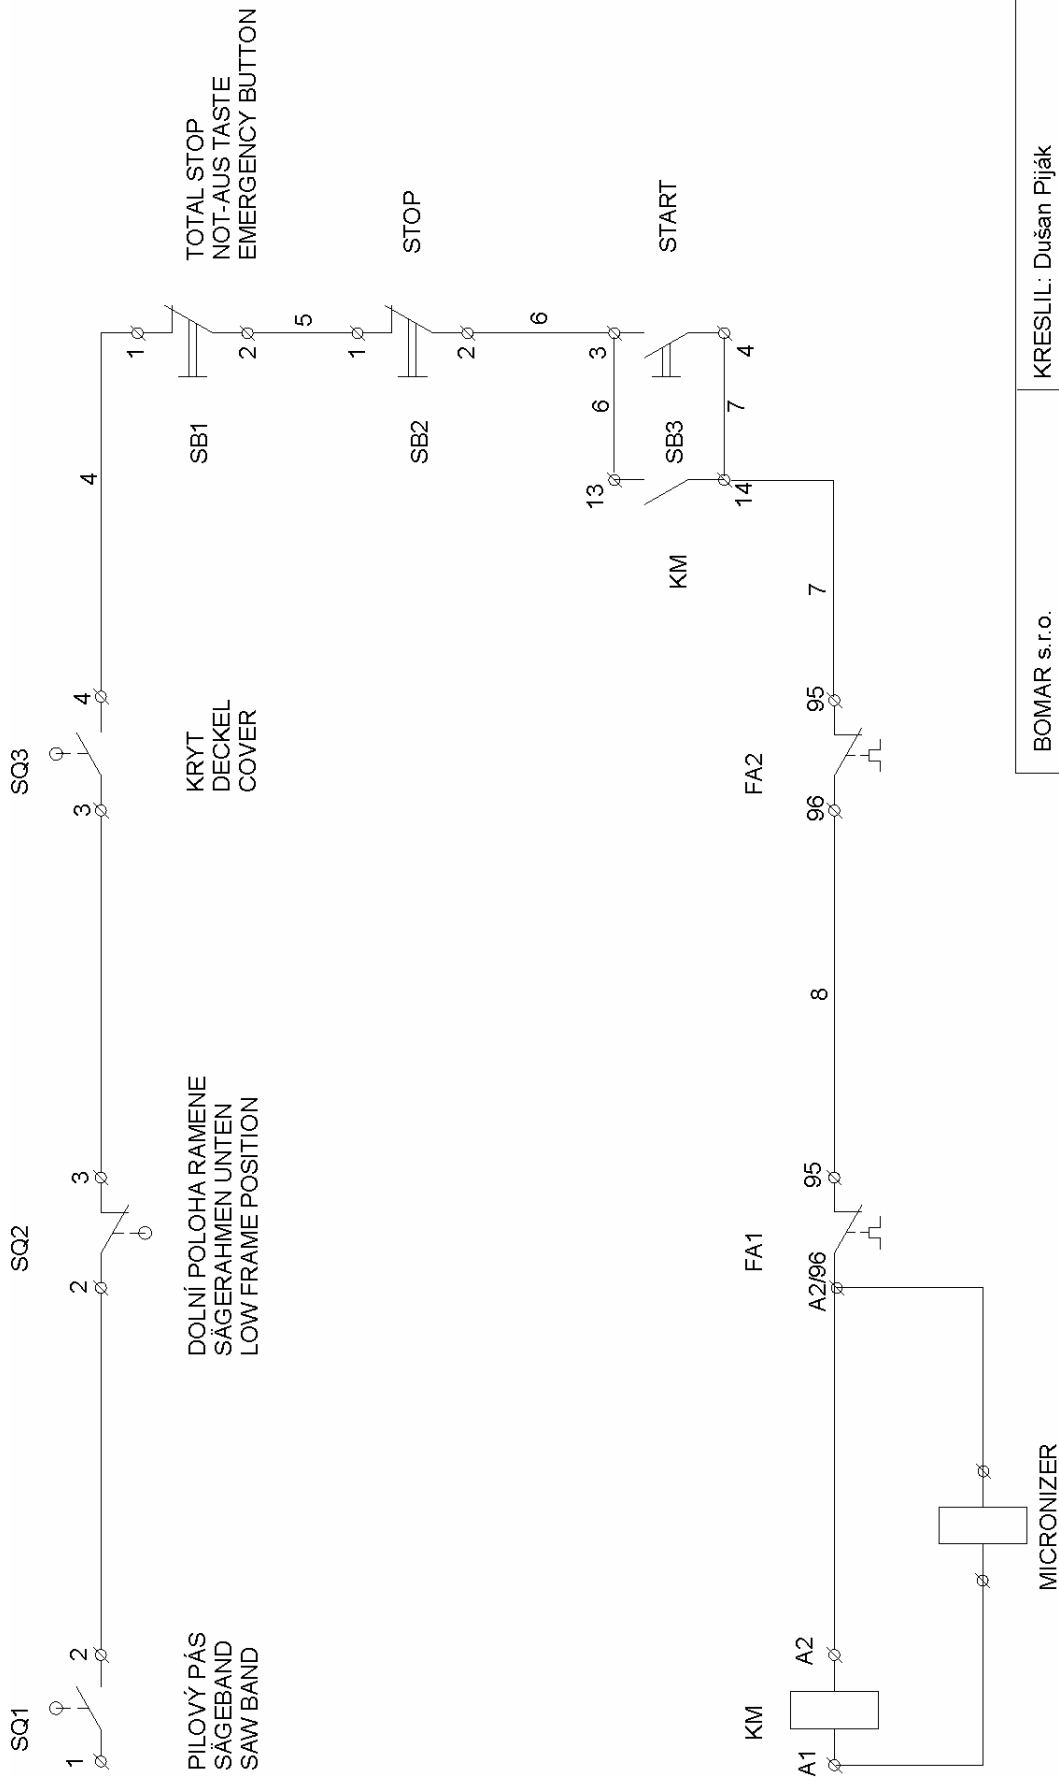 SQ1
1
2
PILOVÝ PÁS
SÄGEBAND
SAW BAND
SQ2
2
3
DOLNÍ POLOHA RAMENE
SÄGERAHMEN UNTEN
LOW FRAME POSITION
SQ3
3
4
KRYT
DECKEL
COVER
4
1
2
SB1
TOTAL STOP
NOT-AUS TASTE
EMERGENCY BUTTON
5
1
2
SB2
STOP
6
3
4
6
7
SB3
START
13
14
KM
7
FA2
95
96
8
FA1
95
A2/96
KM
A1
A2
MICRONIZER
BOMAR s.r.o.
KRESLIL: Dušan Piják